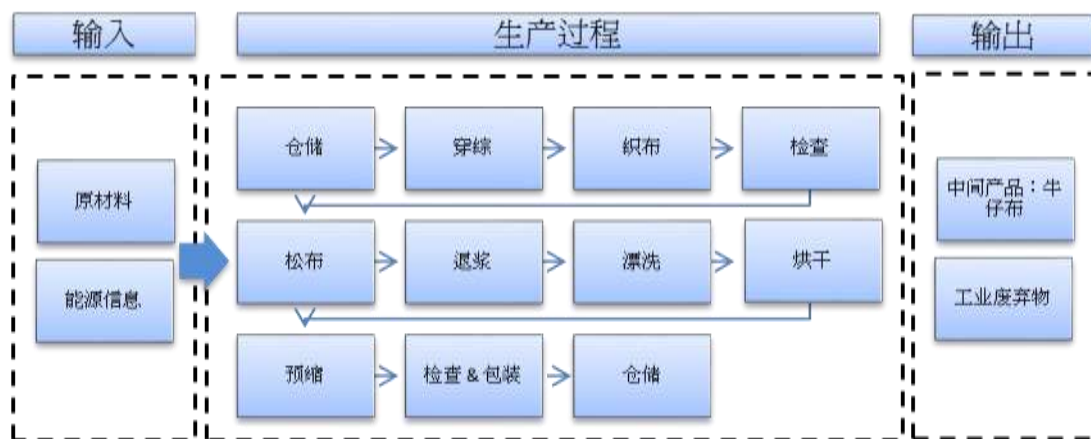 输入
生产过程
输出
原材料
能源信息
仓储
穿综
织布
检查
松布
退浆
漂洗
烘干
预缩
检查 & 包装
仓储
中间产品：牛
仔布
工业废弃物